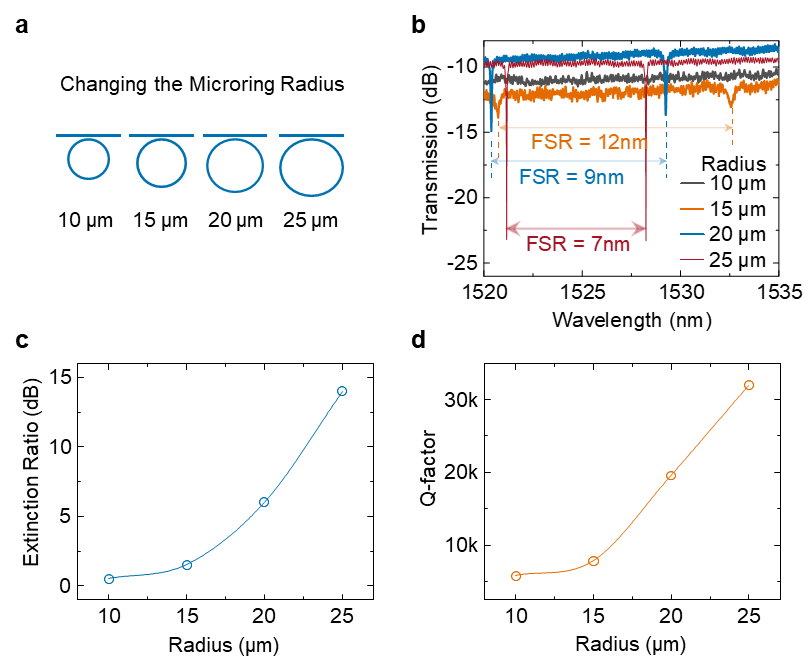 a
Changing the Microring Radius
10 µm 15 µm 20 µm 25 µm
b
Transmission (dB)
-10
-15
-20
-25
FSR = 12nm
FSR = 9nm
FSR = 7nm
Radius
10 µm
15 µm
20 µm
25 µm
1520 1525 1530 1535
Wavelength (nm)
c
Extinction Ratio (dB)
15
10
5
0
10 15 20 25
Radius (µm)
d
Q-factor
30k
20k
10k
10 15 20 25
Radius (µm)